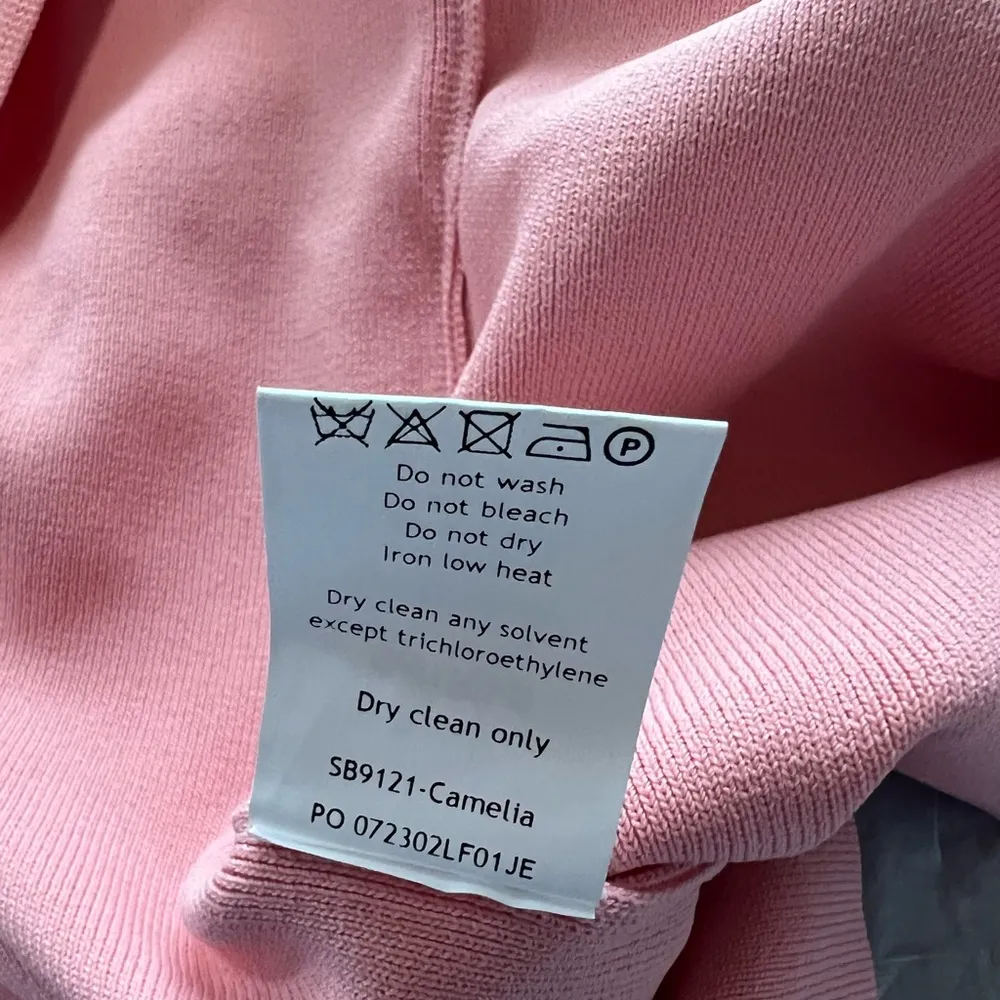 P
Do not wash
Do not bleach
Do not dry
Iron low heat
Dry clean any solvent
except trichloroethylene
Dry clean only
SB9121-Camelia
PO 072302LF01JE